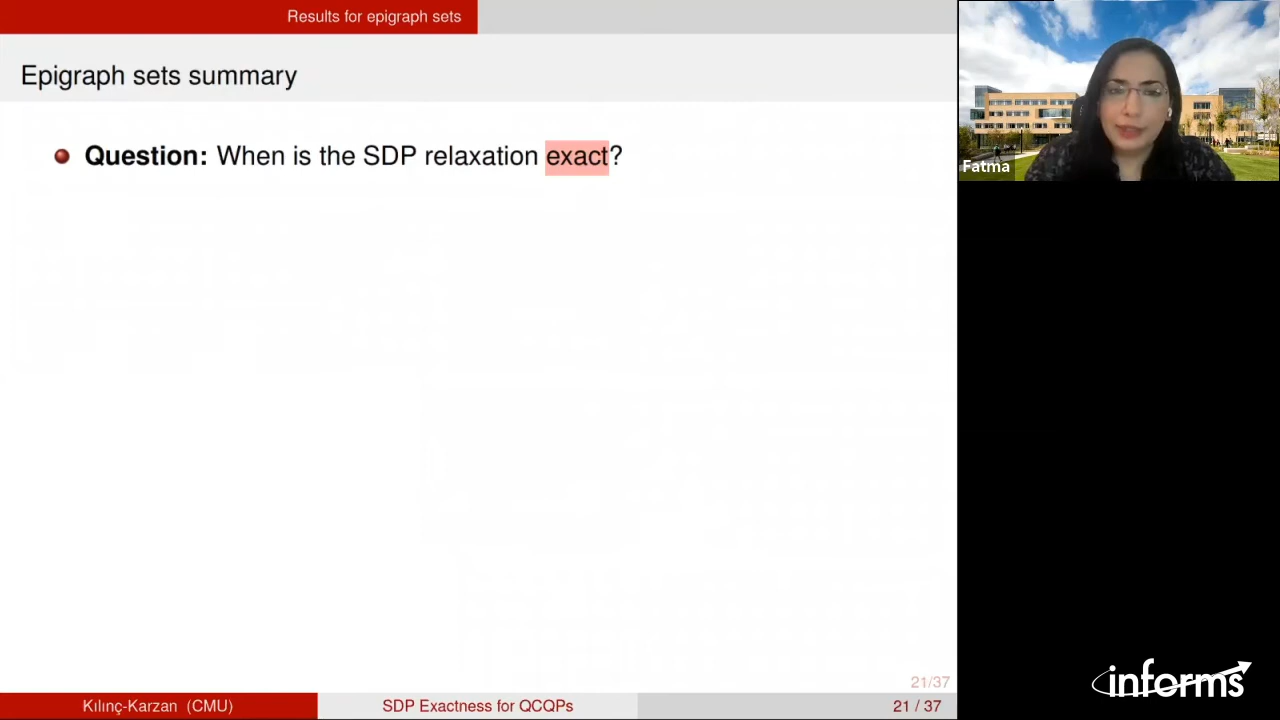 Results for epigraph sets
Epigraph sets summary
Question: When is the SDP relaxation exact?
Fatma
21/37
Kılınç-Karzan (CMU)
SDP Exactness for QCQPs
21 / 37
informs